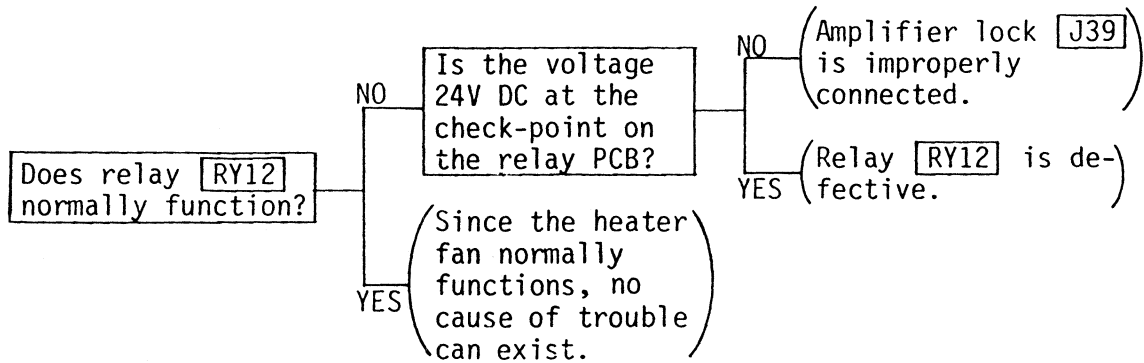 Does relay RY12
normally function?
NO
Is the voltage
24V DC at the
check-point on
the relay PCB?
NO
Amplifier lock J39
is improperly
connected.
YES
Relay RY12 is de-
fective.
YES
Since the heater
fan normally
functions, no
cause of trouble
can exist.